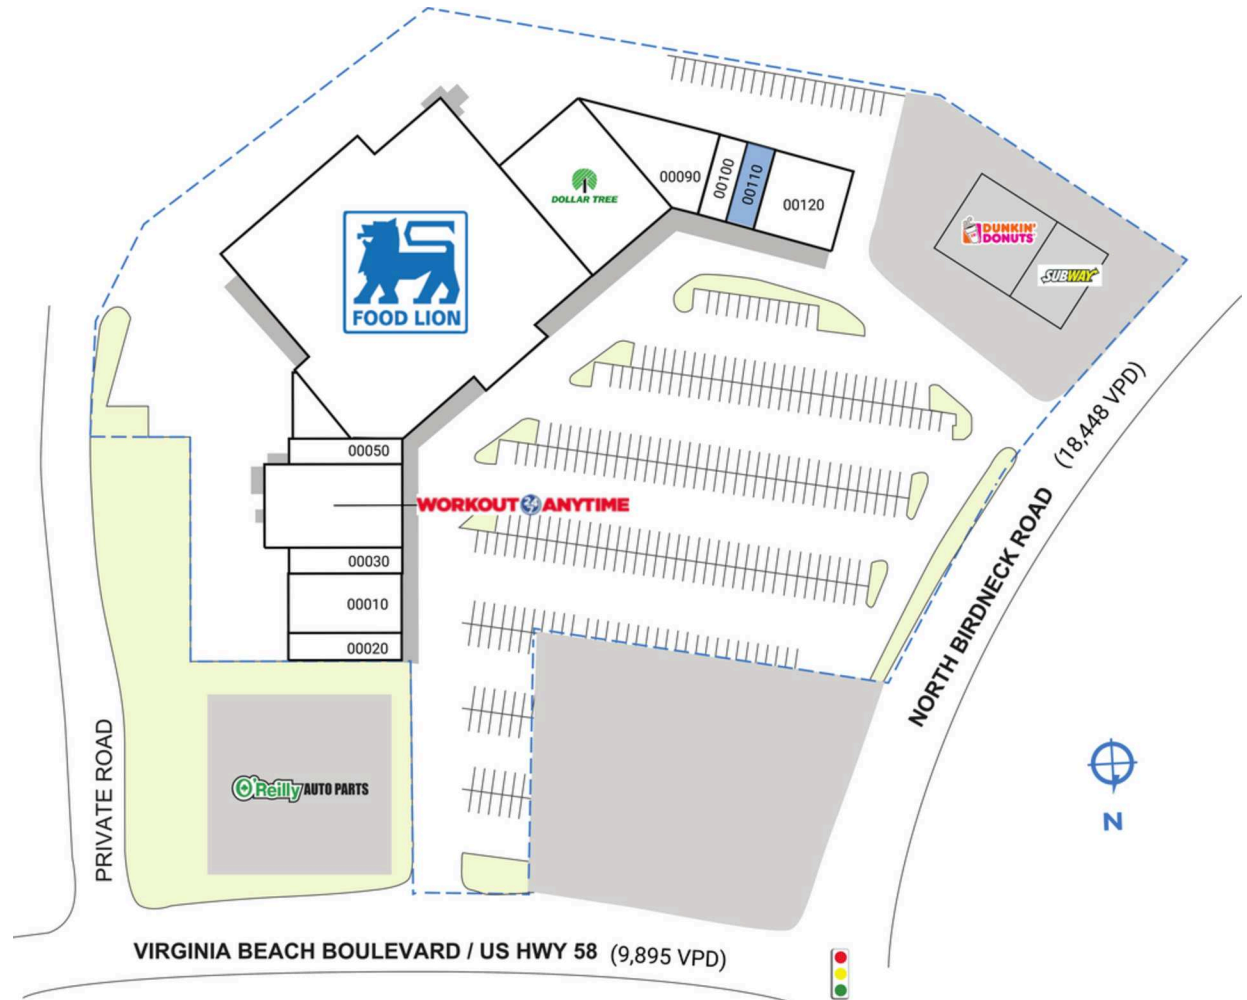 00090
00100
00110
00120
DOLLAR TREE
DUNKIN'
DONUTS
SUBWAY
FOOD LION
(18,448 VPD)
00050
WORKOUT 24 ANYTIME
00030
00010
00020
NORTH BIRDNECK ROAD
PRIVATE ROAD
O'Reilly AUTO PARTS
N
VIRGINIA BEACH BOULEVARD / US HWY 58 (9,895 VPD)